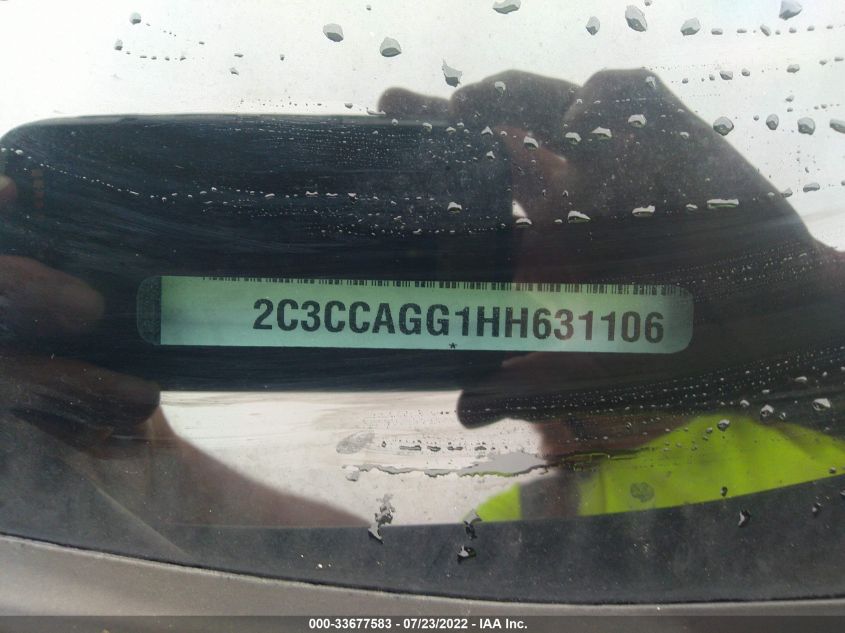 2C3CCAGG1HH631106
*
000-33677583 - 07/23/2022 - IAA Inc.